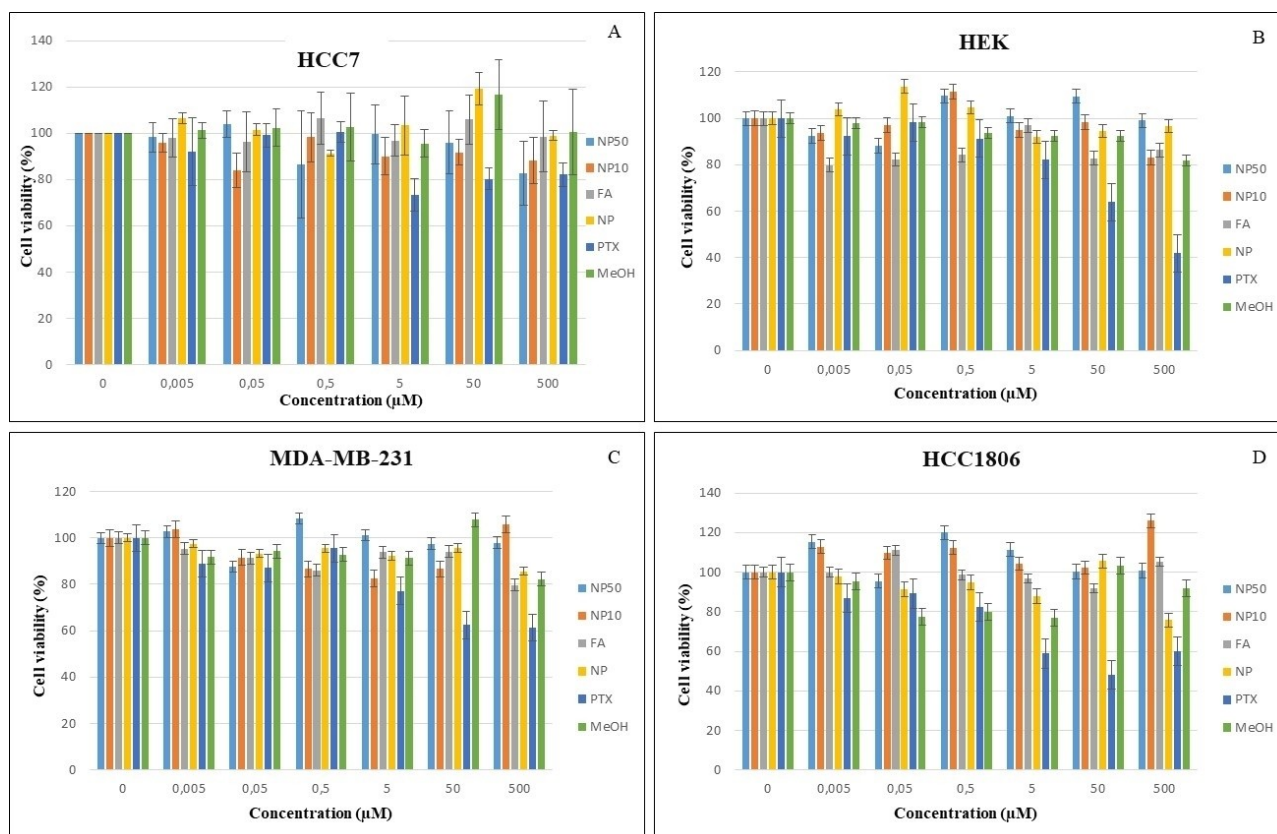 A
HCC7
Cell viability (%)
140
120
100
80
60
40
20
0
0 0,005 0,05 0,5 5 50 500
Concentration (µM)
NP50
NP10
FA
NP
PTX
MeOH
B
HEK
Cell viability (%)
120
100
80
60
40
20
0
0 0,005 0,05 0,5 5 50 500
Concentration (µM)
NP50
NP10
FA
NP
PTX
MeOH
C
MDA-MB-231
Cell viability (%)
120
100
80
60
40
20
0
0 0,005 0,05 0,5 5 50 500
Concentration (µM)
NP50
NP10
FA
NP
PTX
MeOH
D
HCC1806
Cell viability (%)
140
120
100
80
60
40
20
0
0 0,005 0,05 0,5 5 50 500
Concentration (µM)
NP50
NP10
FA
NP
PTX
MeOH